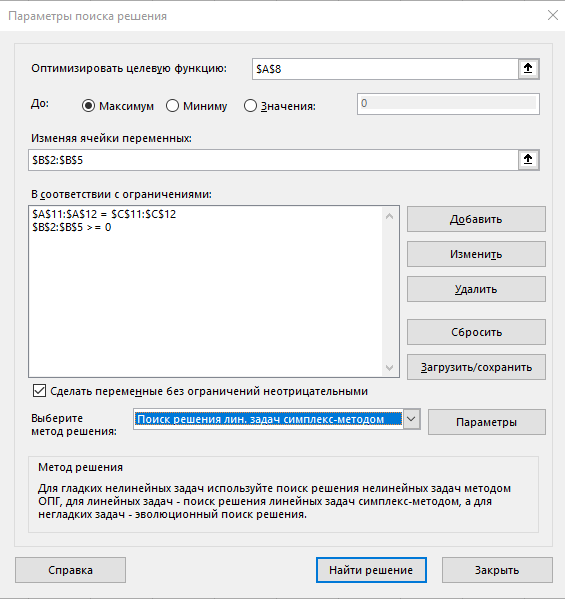 Параметры поиска решения
Оптимизировать целевую функцию: $A$8
До: Максимум Миниму Значения: 0
Изменяя ячейки переменных:
$B$2:$B$5
В соответствии с ограничениями:
$A$11:$A$12 = $C$11:$C$12
$B$2:$B$5 >= 0
Добавить
Изменить
Удалить
Сбросить
Загрузить/сохранить
Сделать переменные без ограничений неотрицательными
Выберите
метод решения:
Поиск решения лин. задач симплекс-методом
Параметры
Метод решения
Для гладких нелинейных задач используйте поиск решения нелинейных задач методом
ОПГ, для линейных задач - поиск решения линейных задач симплекс-методом, а для
негладких задач - эволюционный поиск решения.
Справка
Найти решение
Закрыть